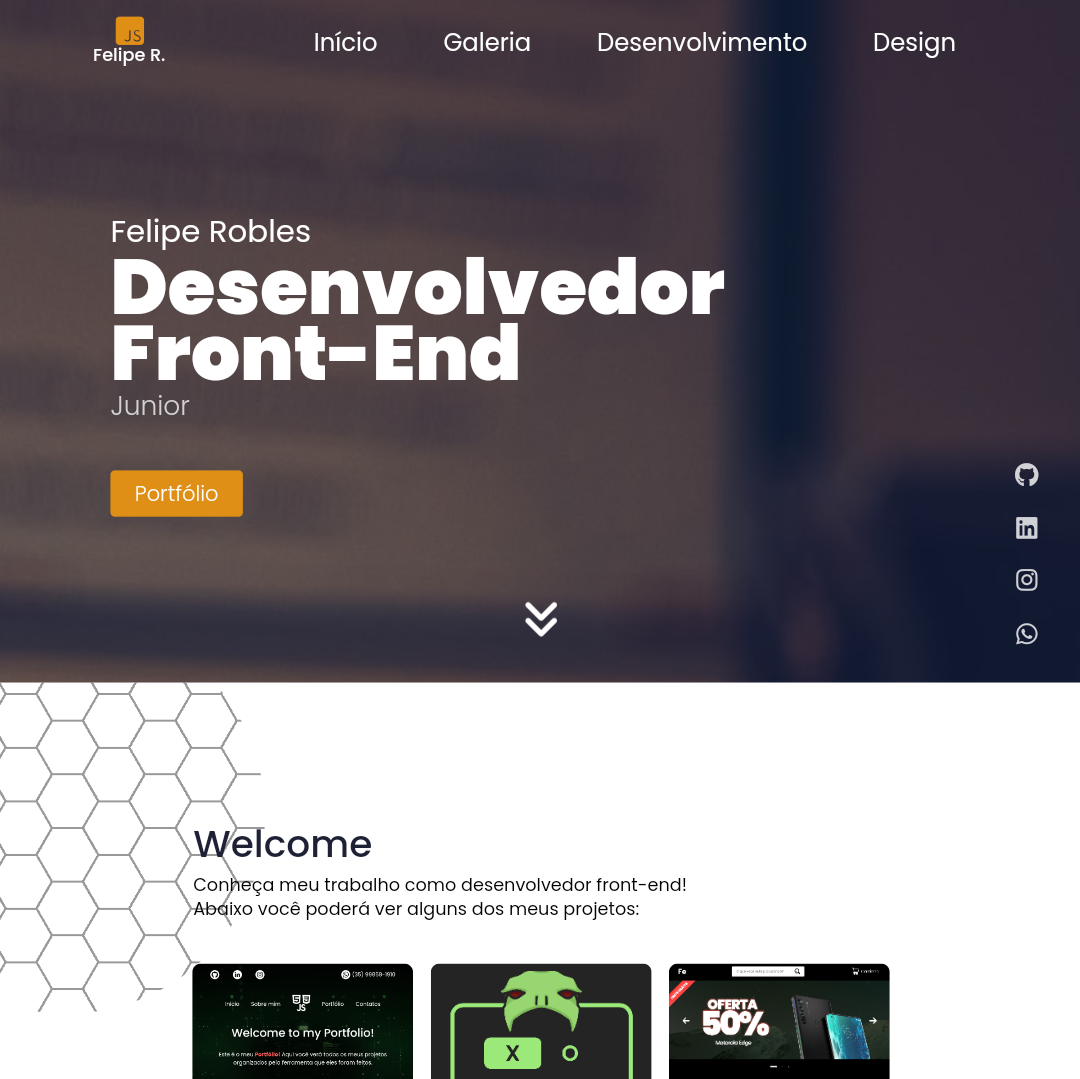 JS
Felipe R.
Início Galeria Desenvolvimento Design
Felipe Robles
Desenvolvedor
Front-End
Junior
Portfólio
Welcome
Conheça meu trabalho como desenvolvedor front-end!
Abaixo você poderá ver alguns dos meus projetos:
(35) 99858-1910
Início Sobre mim JS Portfólio Contatos
Welcome to my Portfolio!
Este é o meu Portfólio! Aqui você verá todos os meus projetos
organizados pela ferramenta que eles foram feitos.
X O
Fe
OFERTA
50%
Motorola Edge